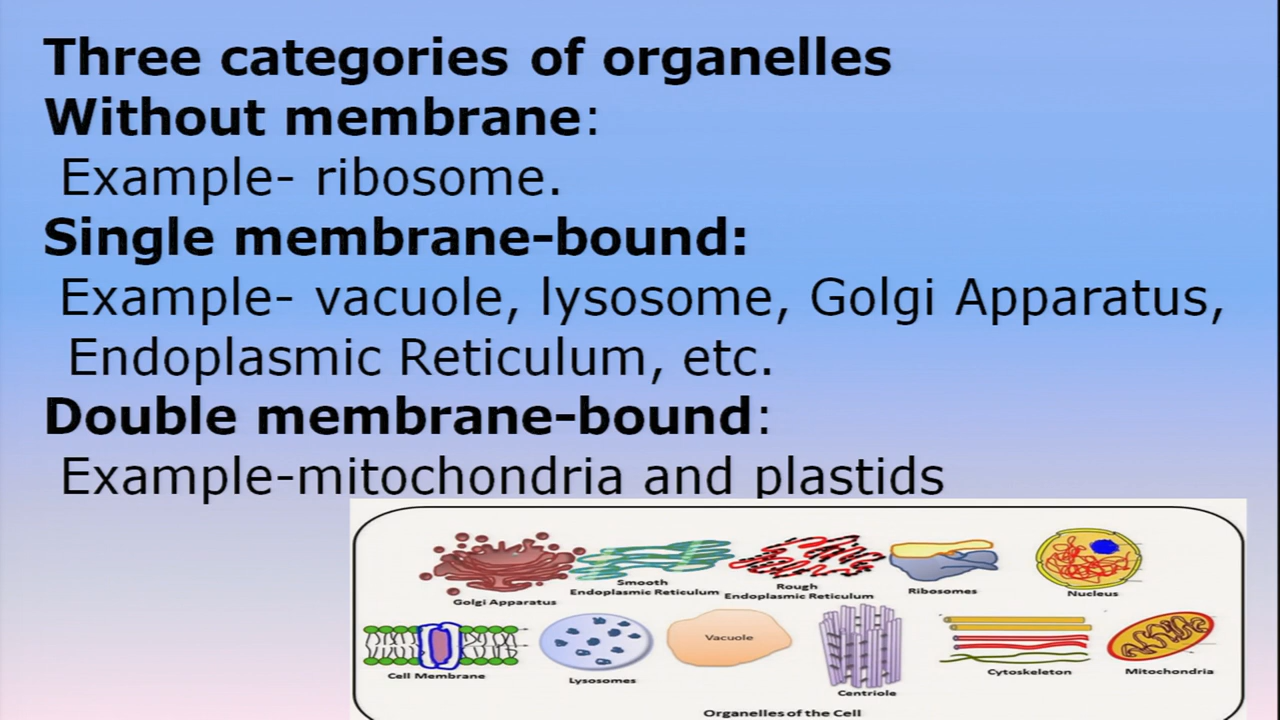 Three categories of organelles
Without membrane:
Example- ribosome.
Single membrane-bound:
Example- vacuole, lysosome, Golgi Apparatus,
Endoplasmic Reticulum, etc.
Double membrane-bound:
Example-mitochondria and plastids
Golgi Apparatus
Smooth
Endoplasmic Reticulum
Rough
Endoplasmic Reticulum
Ribosomes
Nucleus
Cell Membrane
Lysosomes
Vacuole
Centriole
Cytoskeleton
Mitochondria
Organelles of the Cell